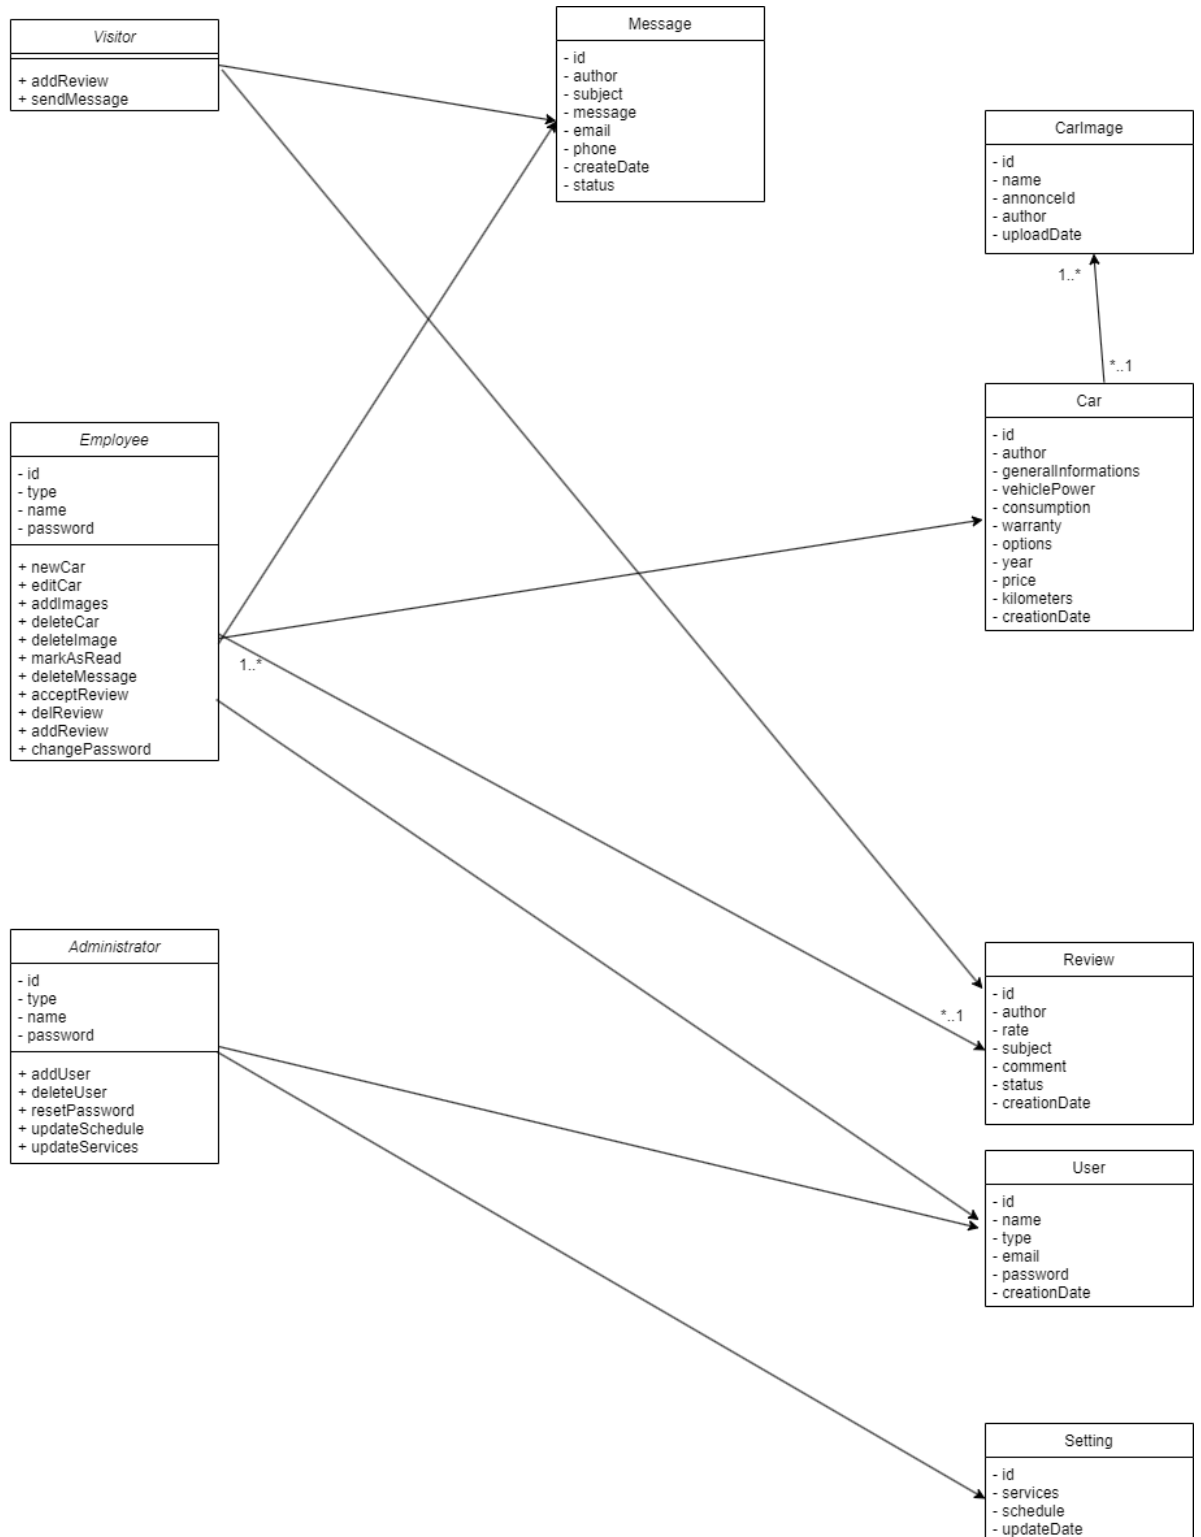 Visitor
+ addReview
+ sendMessage
Message
- id
- author
- subject
- message
- email
- phone
- createDate
- status
CarImage
- id
- name
- annonceId
- author
- uploadDate
1..*
*..1
Car
- id
- author
- generalInformations
- vehiclePower
- consumption
- warranty
- options
- year
- price
- kilometers
- creationDate
Employee
- id
- type
- name
- password
+ newCar
+ editCar
+ addImages
+ deleteCar
+ deleteImage
+ markAsRead
+ deleteMessage
+ acceptReview
+ delReview
+ addReview
+ changePassword
1..*
*..1
Administrator
- id
- type
- name
- password
+ addUser
+ deleteUser
+ resetPassword
+ updateSchedule
+ updateServices
Review
- id
- author
- rate
- subject
- comment
- status
- creationDate
User
- id
- name
- type
- email
- password
- creationDate
Setting
- id
- services
- schedule
- updateDate